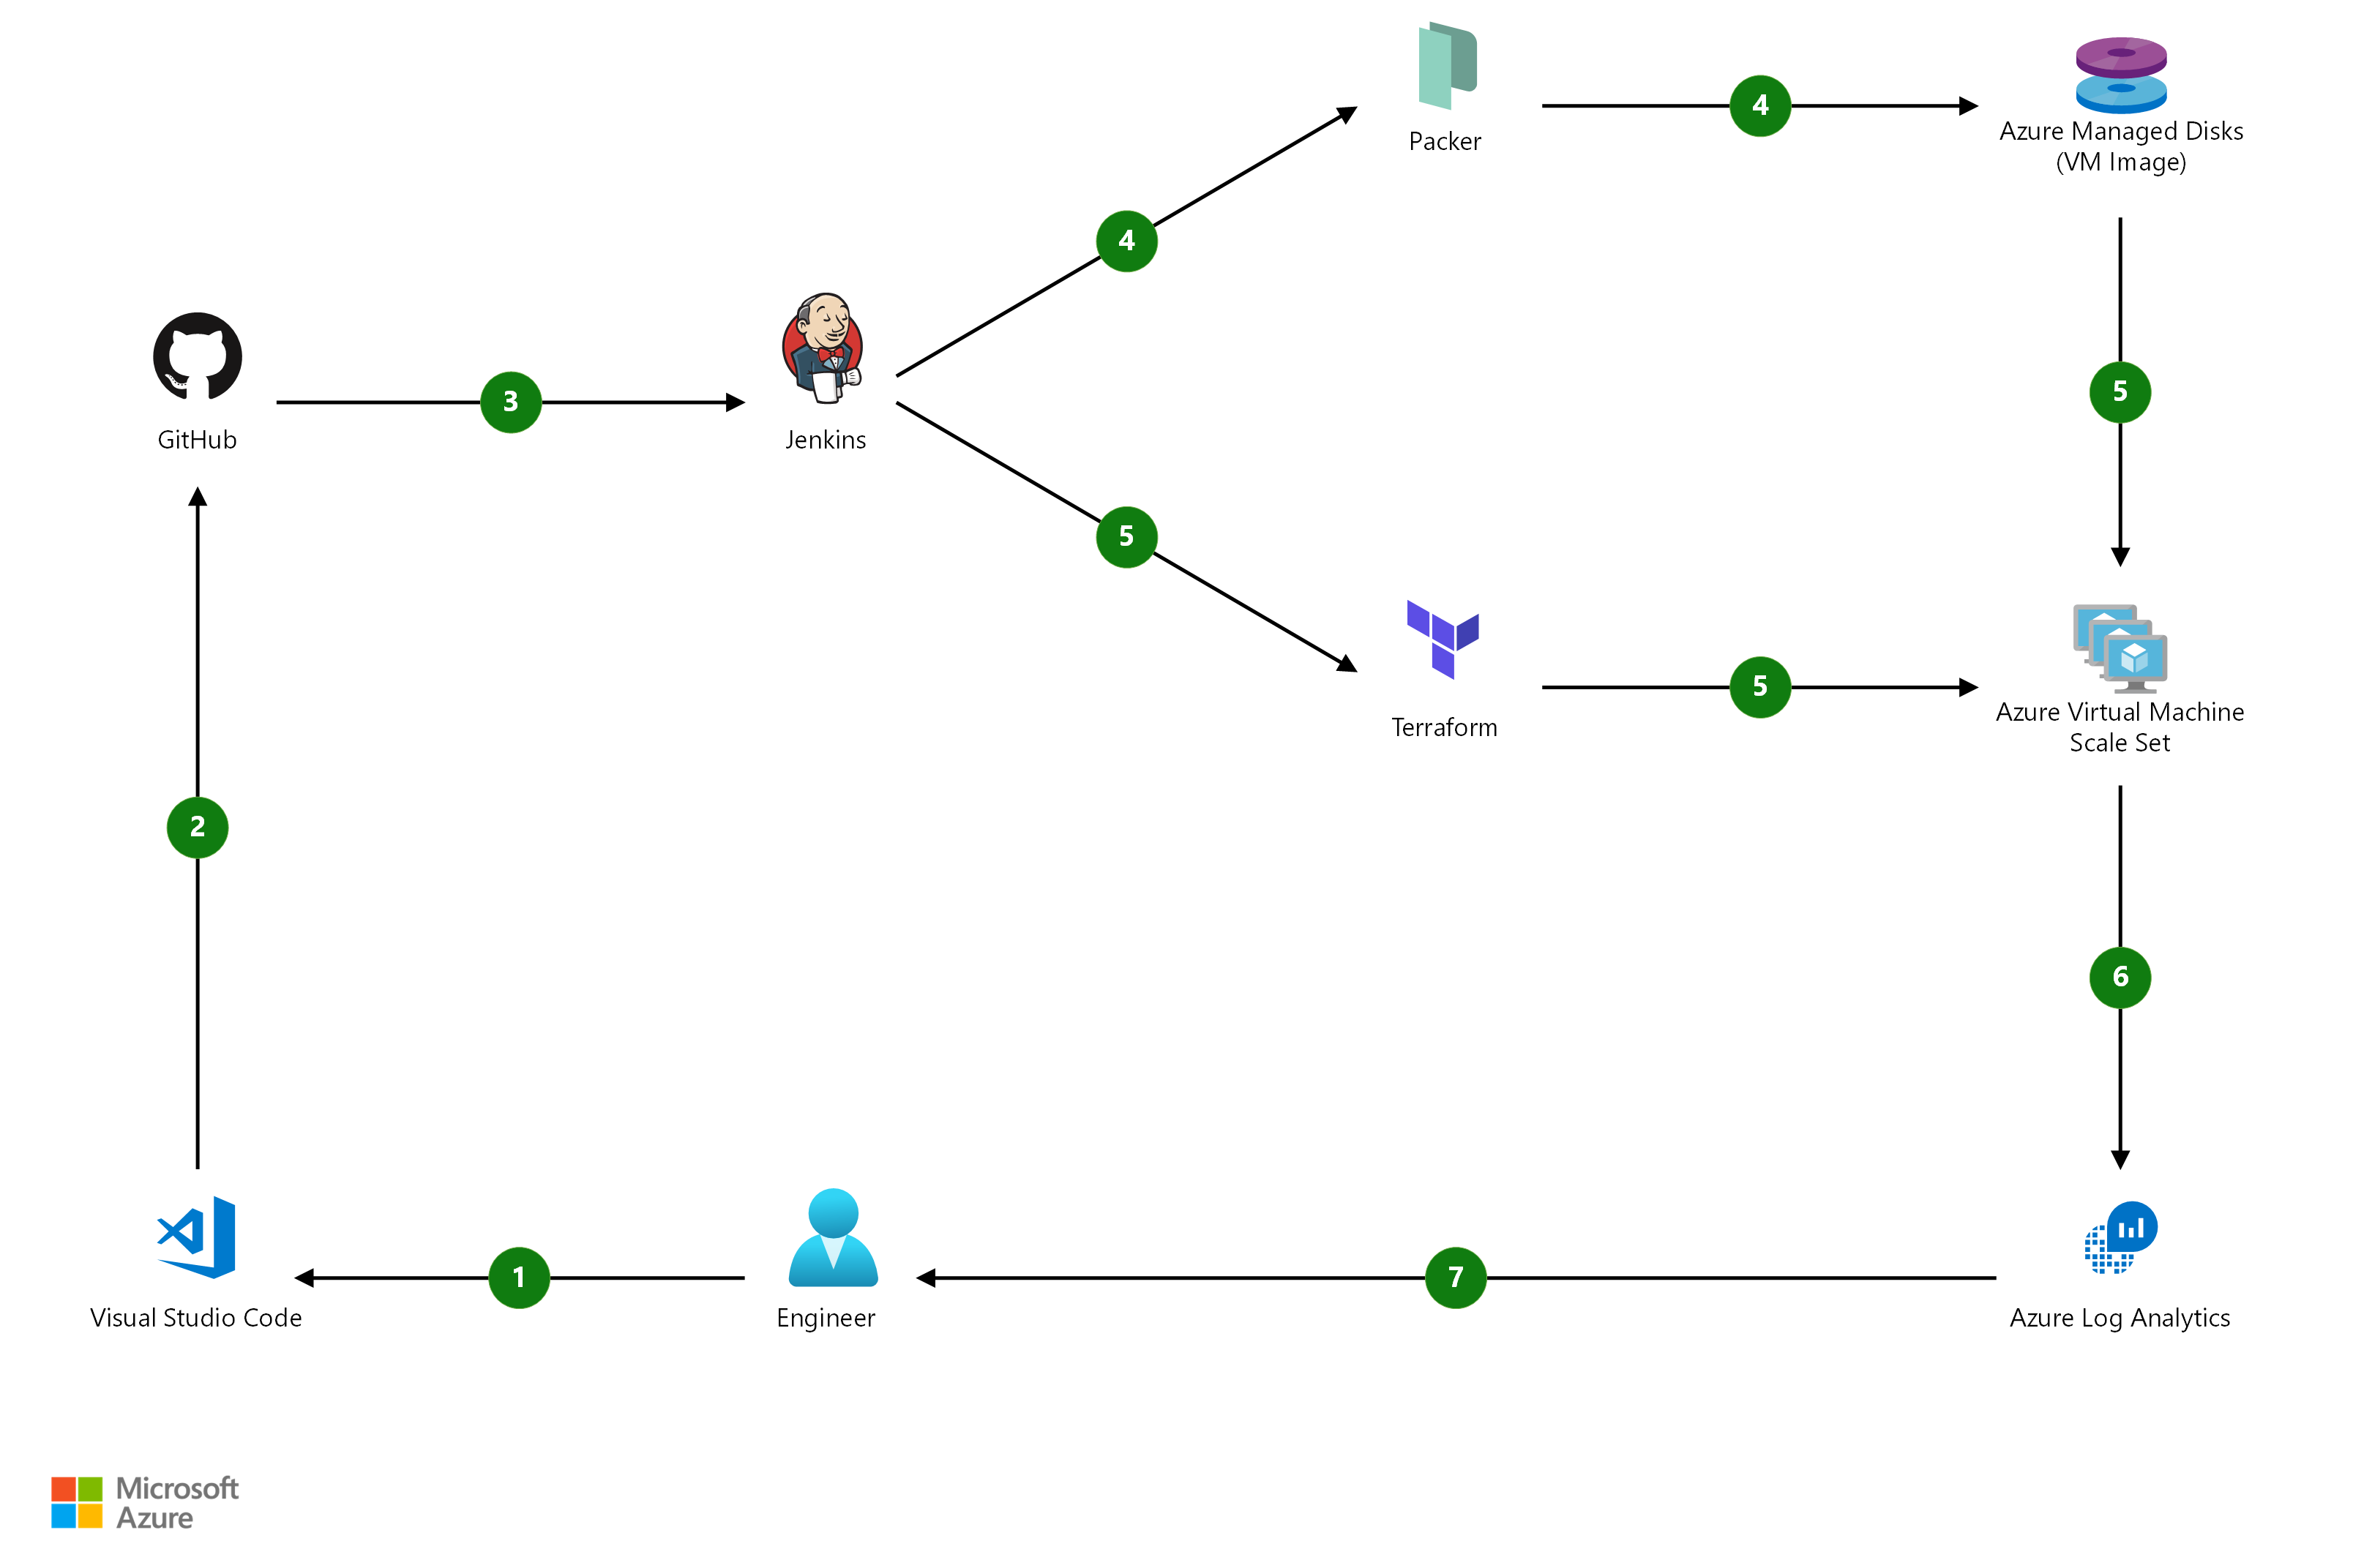 Packer
4
Azure Managed Disks
(VM Image)
4
GitHub
3
Jenkins
5
5
Terraform
5
Azure Virtual Machine
Scale Set
2
6
Visual Studio Code
1
Engineer
7
Azure Log Analytics
Microsoft
Azure